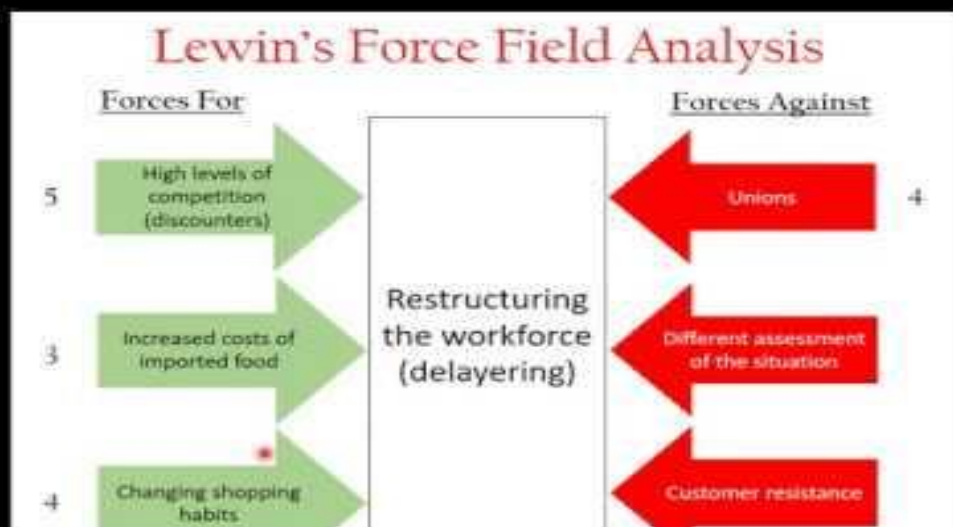 Lewin's Force Field Analysis
Forces For
Forces Against
5
High levels of
competition
(discounters)
Unions
4
Restructuring
the workforce
(delayering)
3
Increased costs of
imported food
Different assessment
of the situation
4
Changing shopping
habits
Customer resistance